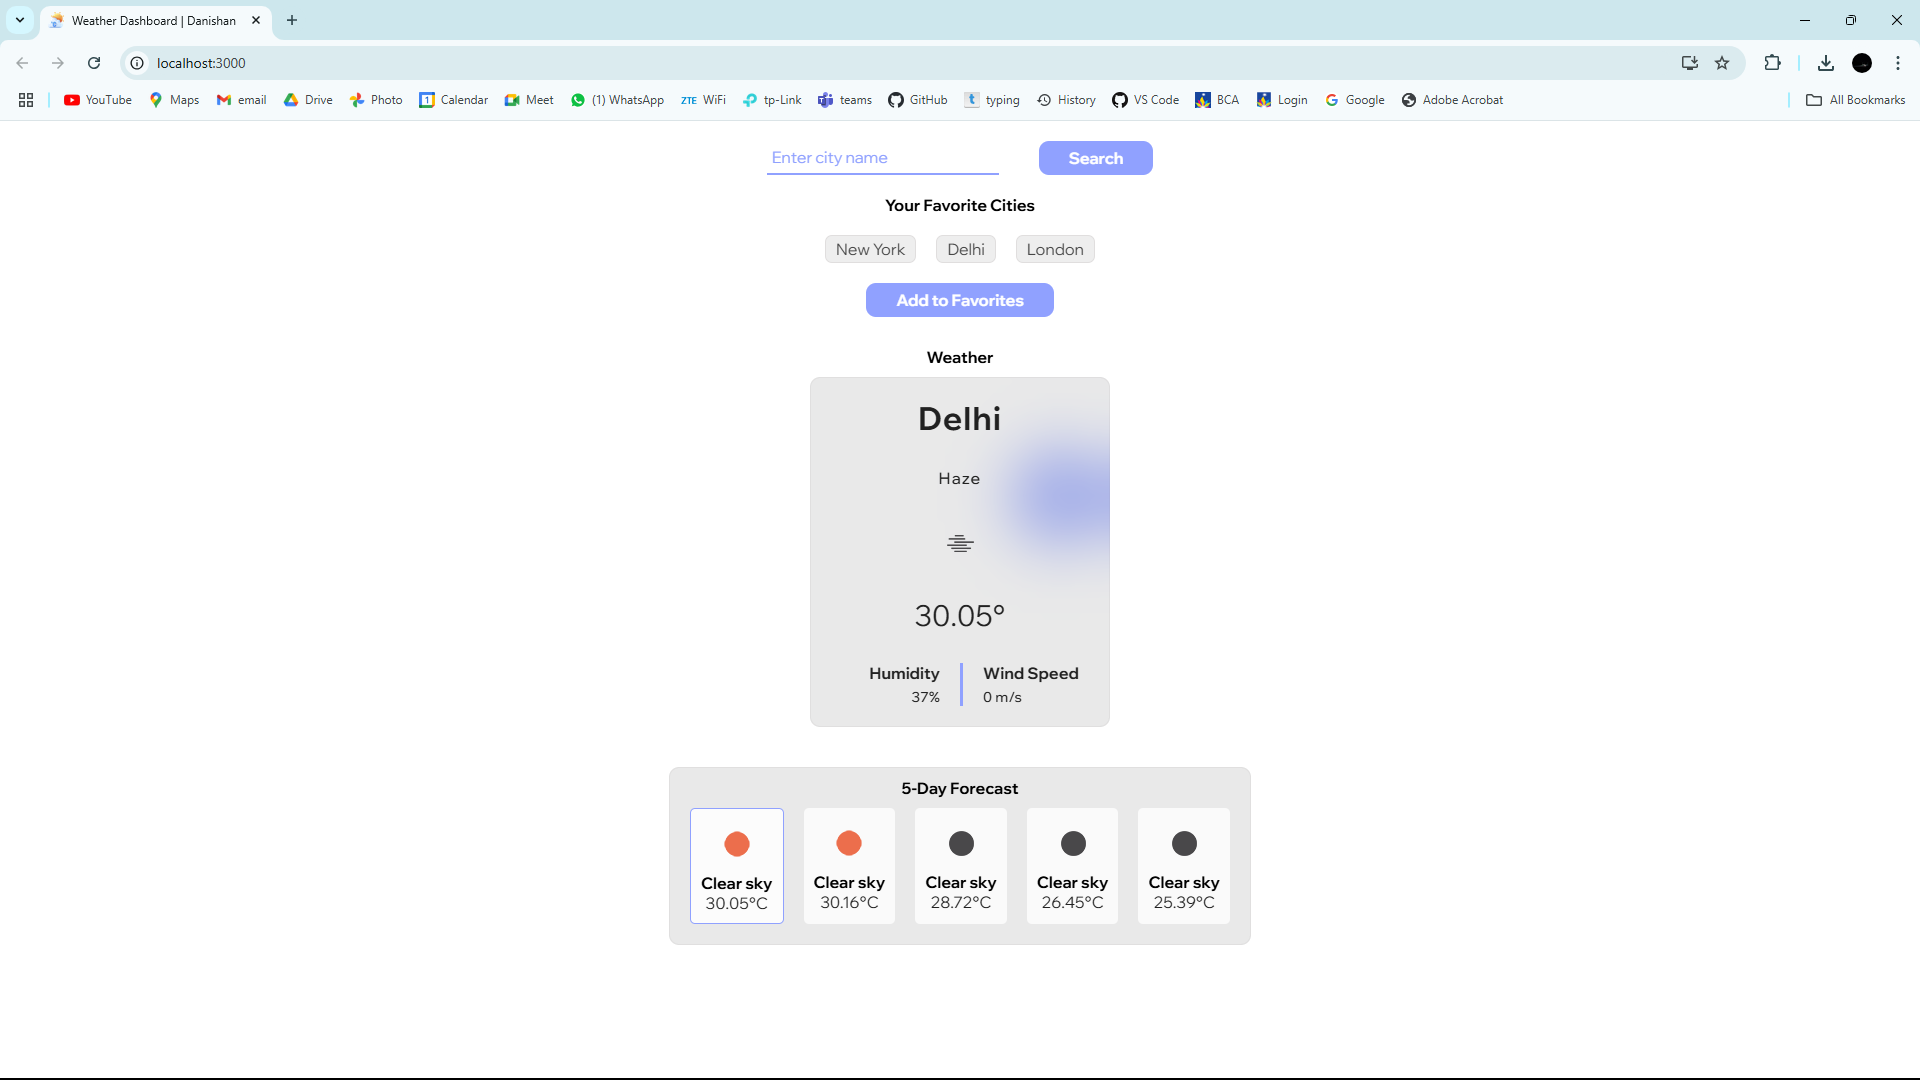 Weather Dashboard | Danishan
localhost:3000
YouTube Maps email Drive Photo 1 Calendar Meet (1) WhatsApp ZTE WiFi tp-Link teams GitHub t typing History VS Code BCA Login Google Adobe Acrobat All Bookmarks
Enter city name Search
Your Favorite Cities
New York Delhi London
Add to Favorites
Weather
Delhi
Haze
30.05°
Humidity Wind Speed
37% 0 m/s
5-Day Forecast
Clear sky Clear sky Clear sky Clear sky Clear sky
30.05°C 30.16°C 28.72°C 26.45°C 25.39°C